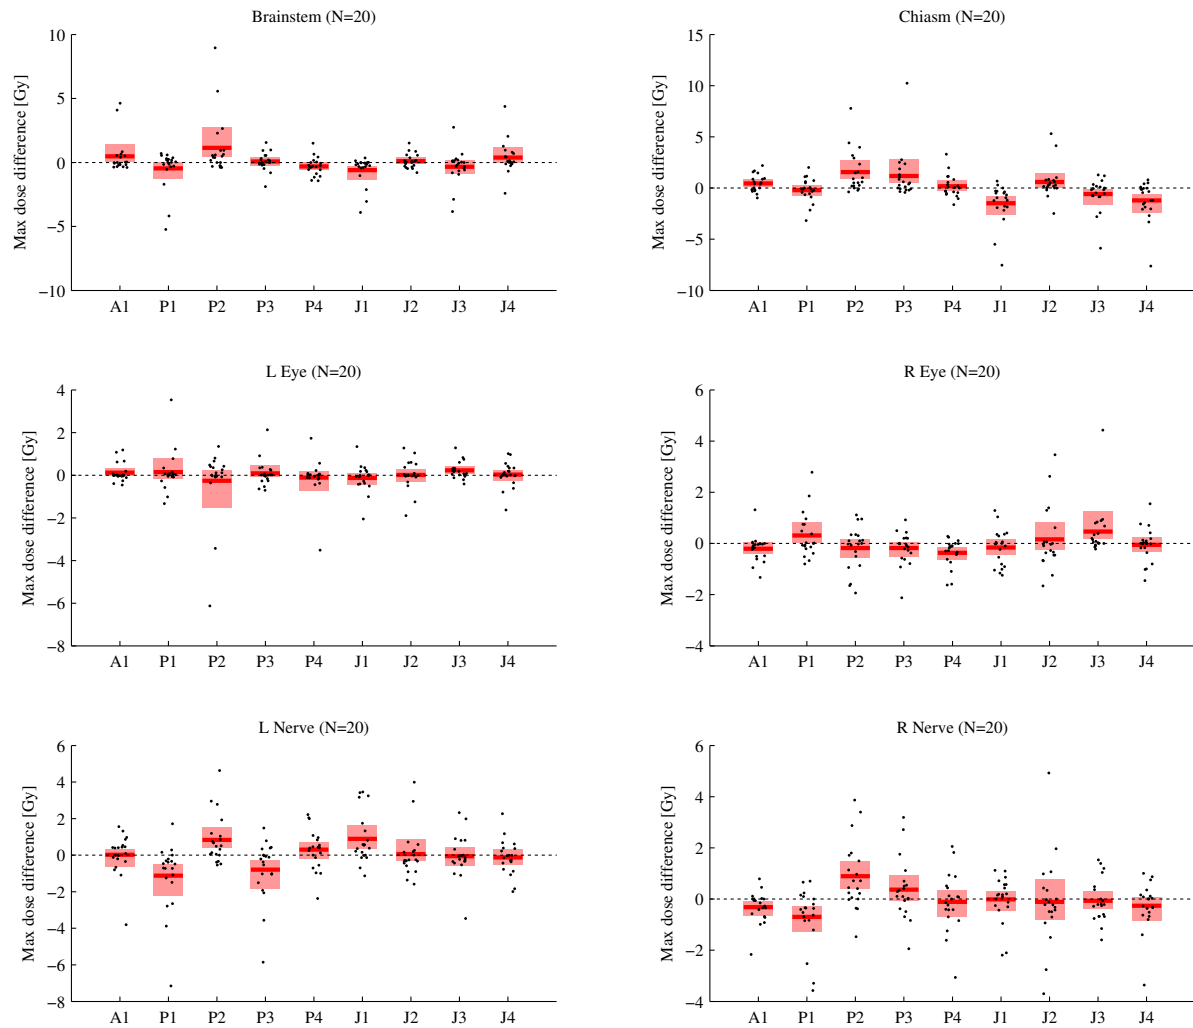 Brainstem (N=20)
Max dose difference [Gy]
10
5
0
−5
−10
A1 P1 P2 P3 P4 J1 J2 J3 J4
Chiasm (N=20)
Max dose difference [Gy]
15
10
5
0
−5
−10
A1 P1 P2 P3 P4 J1 J2 J3 J4
L Eye (N=20)
Max dose difference [Gy]
4
2
0
−2
−4
−6
−8
A1 P1 P2 P3 P4 J1 J2 J3 J4
R Eye (N=20)
Max dose difference [Gy]
6
4
2
0
−2
−4
A1 P1 P2 P3 P4 J1 J2 J3 J4
L Nerve (N=20)
Max dose difference [Gy]
6
4
2
0
−2
−4
−6
−8
A1 P1 P2 P3 P4 J1 J2 J3 J4
R Nerve (N=20)
Max dose difference [Gy]
6
4
2
0
−2
−4
A1 P1 P2 P3 P4 J1 J2 J3 J4